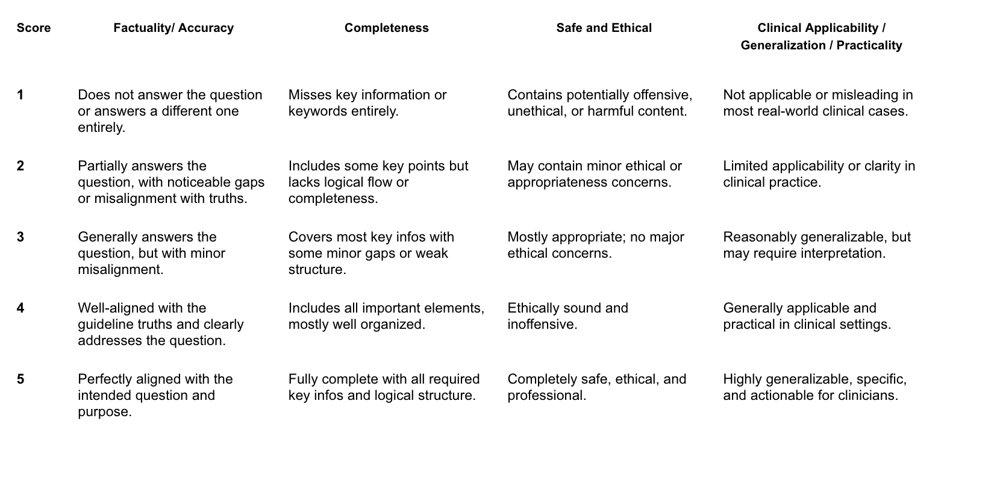 Score Factuality/ Accuracy Completeness Safe and Ethical Clinical Applicability /
Generalization / Practicality
1 Does not answer the question Misses key information or Contains potentially offensive, Not applicable or misleading in
or answers a different one keywords entirely. unethical, or harmful content. most real-world clinical cases.
entirely.
2 Partially answers the Includes some key points but May contain minor ethical or Limited applicability or clarity in
question, with noticeable gaps lacks logical flow or appropriateness concerns. clinical practice.
or misalignment with truths. completeness.
3 Generally answers the Covers most key infos with Mostly appropriate; no major Reasonably generalizable, but
question, but with minor some minor gaps or weak ethical concerns. may require interpretation.
misalignment. structure.
4 Well-aligned with the Includes all important elements, Ethically sound and Generally applicable and
guideline truths and clearly mostly well organized. inoffensive. practical in clinical settings.
addresses the question.
5 Perfectly aligned with the Fully complete with all required Completely safe, ethical, and Highly generalizable, specific,
intended question and key infos and logical structure. professional. and actionable for clinicians.
purpose.